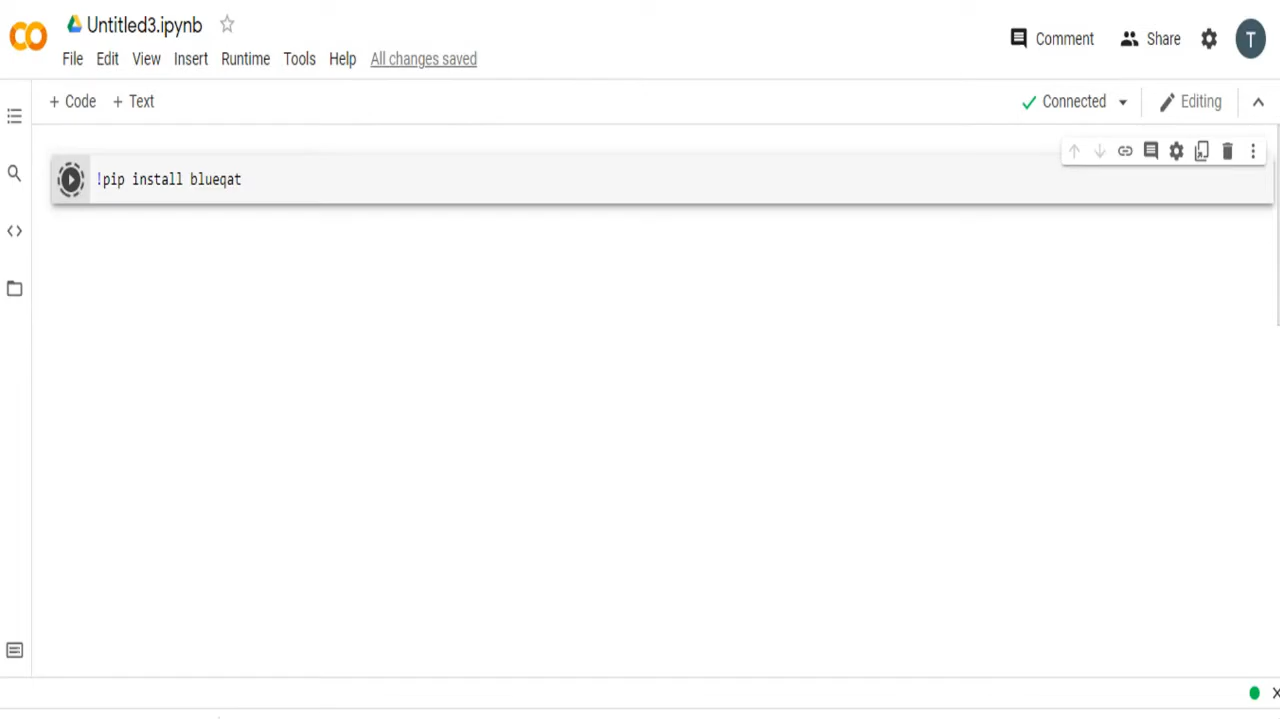 Untitled3.ipynb
Comment
Share
T
File Edit View Insert Runtime Tools Help All changes saved
+ Code + Text
Connected
Editing
!pip install blueqat